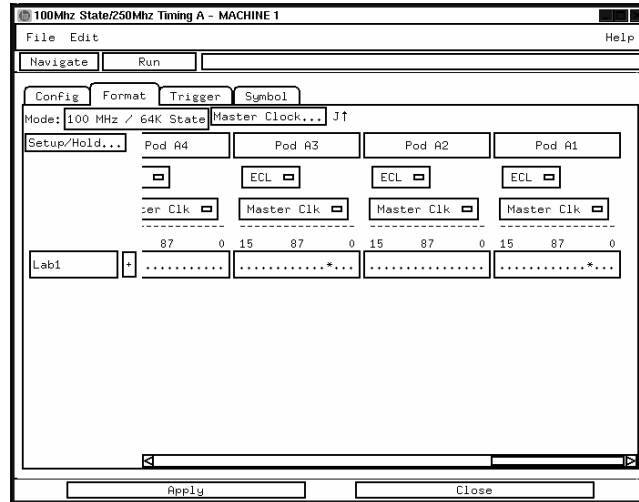 100Mhz State/250Mhz Timing A - MACHINE 1
File Edit Help
Navigate Run
Config Format Trigger Symbol
Mode: 100 MHz / 64K State Master Clock... J↑
Setup/Hold... Pod A4 Pod A3 Pod A2 Pod A1
ECL ECL ECL
ter Clk Master Clk Master Clk Master Clk
87 0 15 87 0 15 87 0 15 87 0
Lab1 + ........... ............*... ................ ............*...
Apply Close